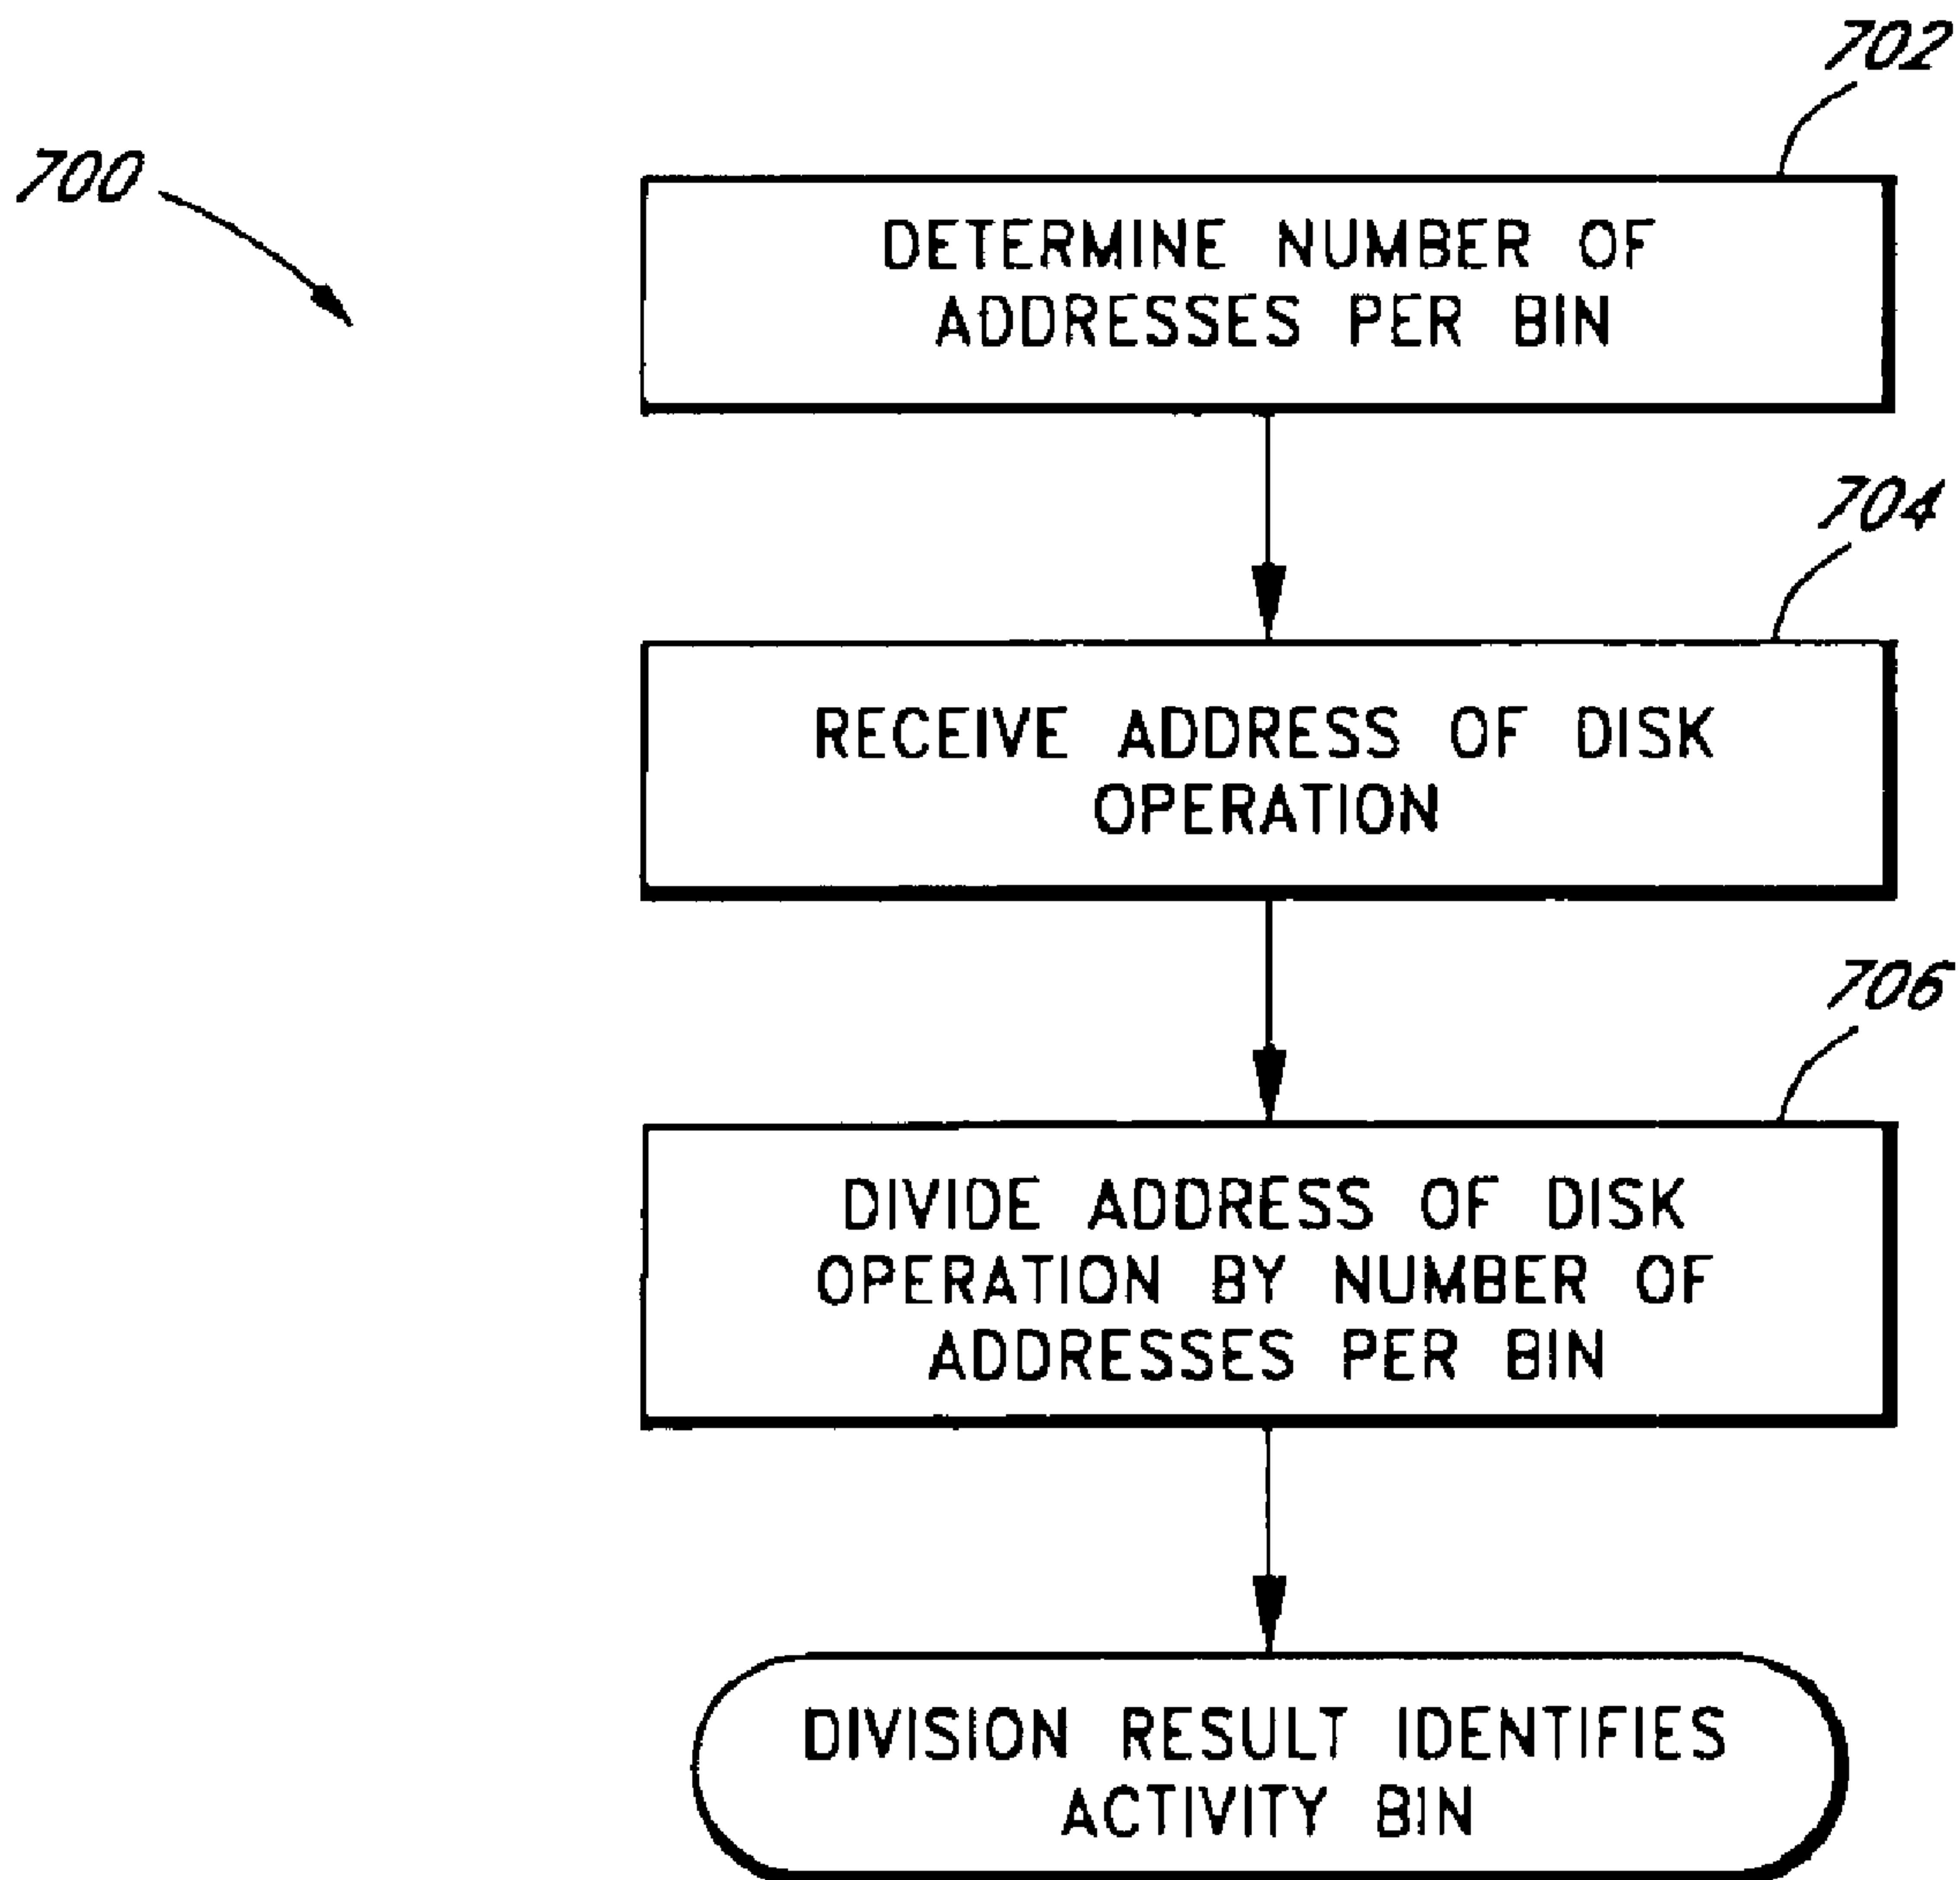 702
700
DETERMINE NUMBER OF
ADDRESSES PER BIN
704
RECEIVE ADDRESS OF DISK
OPERATION
706
DIVIDE ADDRESS OF DISK
OPERATION BY NUMBER OF
ADDRESSES PER BIN
DIVISION RESULT IDENTIFIES
ACTIVITY BIN